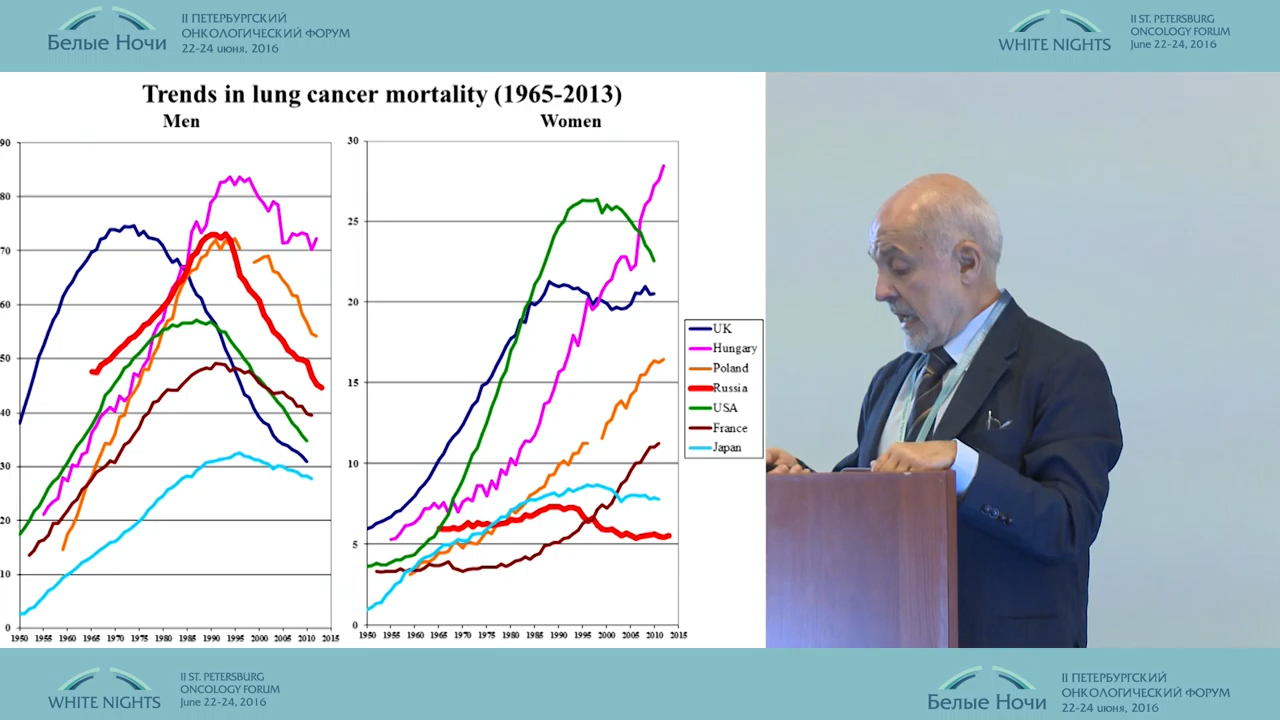 Белые Ночи
II ПЕТЕРБУРГСКИЙ
ОНКОЛОГИЧЕСКИЙ ФОРУМ
22-24 июня, 2016
WHITE NIGHTS
II ST. PETERSBURG
ONCOLOGY FORUM
June 22-24, 2016
Trends in lung cancer mortality (1965-2013)
Men
Women
90
80
70
60
50
40
30
20
10
0
1950 1955 1960 1965 1970 1975 1980 1985 1990 1995 2000 2005 2010 2015
30
25
20
15
10
5
0
1950 1955 1960 1965 1970 1975 1980 1985 1990 1995 2000 2005 2010 2015
UK
Hungary
Poland
Russia
USA
France
Japan
WHITE NIGHTS
II ST. PETERSBURG
ONCOLOGY FORUM
June 22-24, 2016
Белые Ночи
II ПЕТЕРБУРГСКИЙ
ОНКОЛОГИЧЕСКИЙ ФОРУМ
22-24 июня, 2016